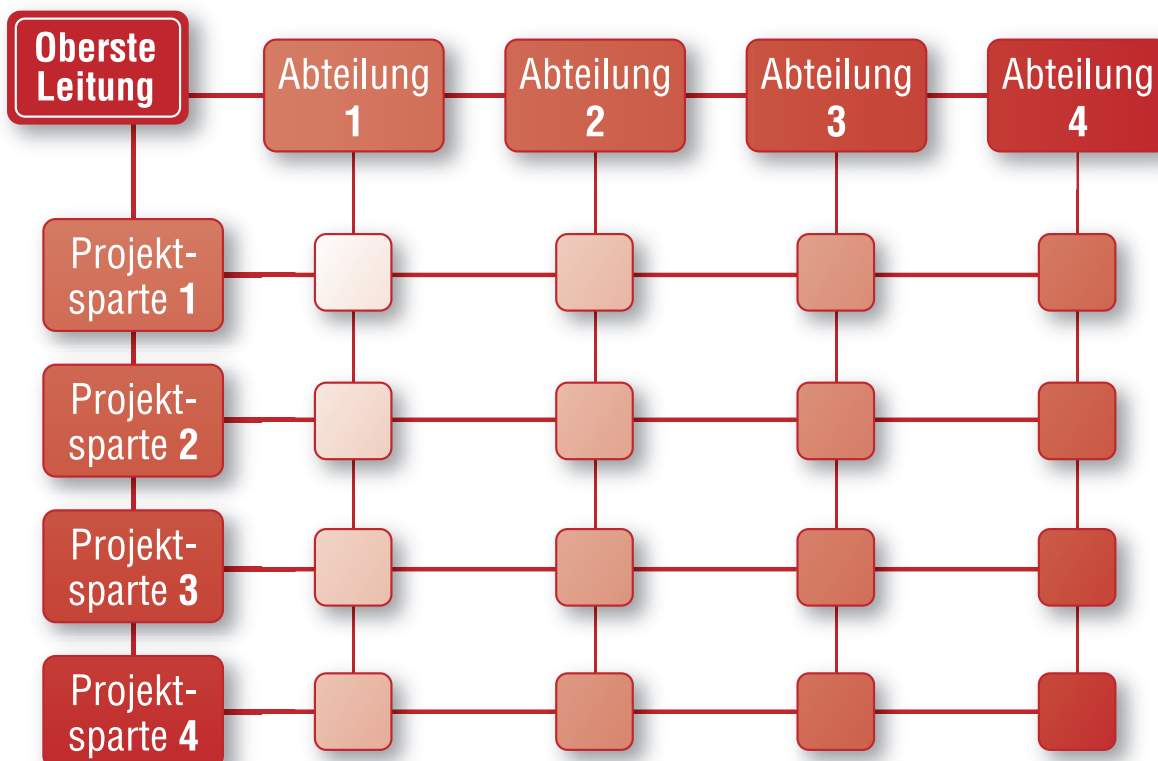 Oberste
Leitung
Abteilung
1
Abteilung
2
Abteilung
3
Abteilung
4
Projekt-
sparte 1
Projekt-
sparte 2
Projekt-
sparte 3
Projekt-
sparte 4